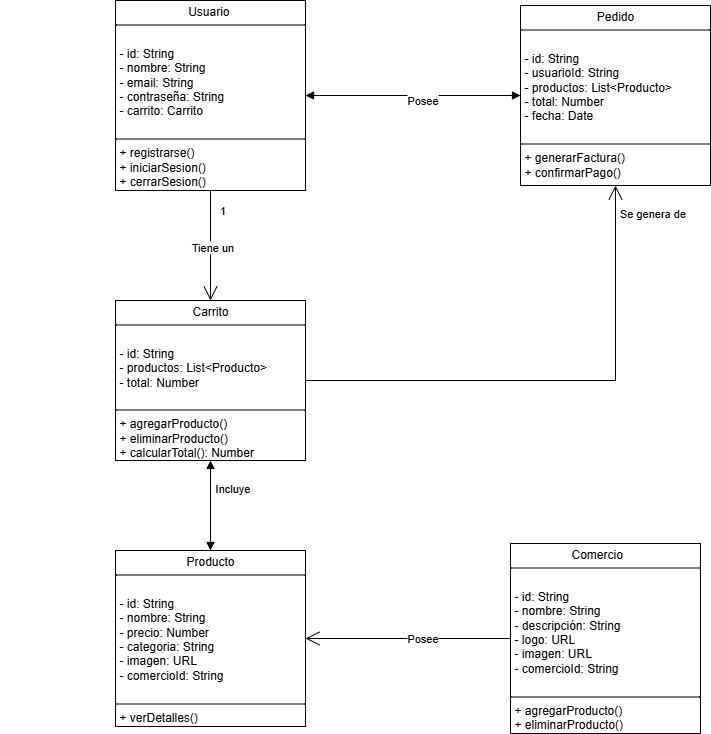 Usuario
- id: String
- nombre: String
- email: String
- contraseña: String
- carrito: Carrito
+ registrarse()
+ iniciarSesion()
+ cerrarSesion()
Posee
Pedido
- id: String
- usuarioId: String
- productos: List<Producto>
- total: Number
- fecha: Date
+ generarFactura()
+ confirmarPago()
1
Tiene un
Se genera de
Carrito
- id: String
- productos: List<Producto>
- total: Number
+ agregarProducto()
+ eliminarProducto()
+ calcularTotal(): Number
Incluye
Producto
- id: String
- nombre: String
- precio: Number
- categoria: String
- imagen: URL
- comercioId: String
+ verDetalles()
Posee
Comercio
- id: String
- nombre: String
- descripción: String
- logo: URL
- imagen: URL
- comercioId: String
+ agregarProducto()
+ eliminarProducto()